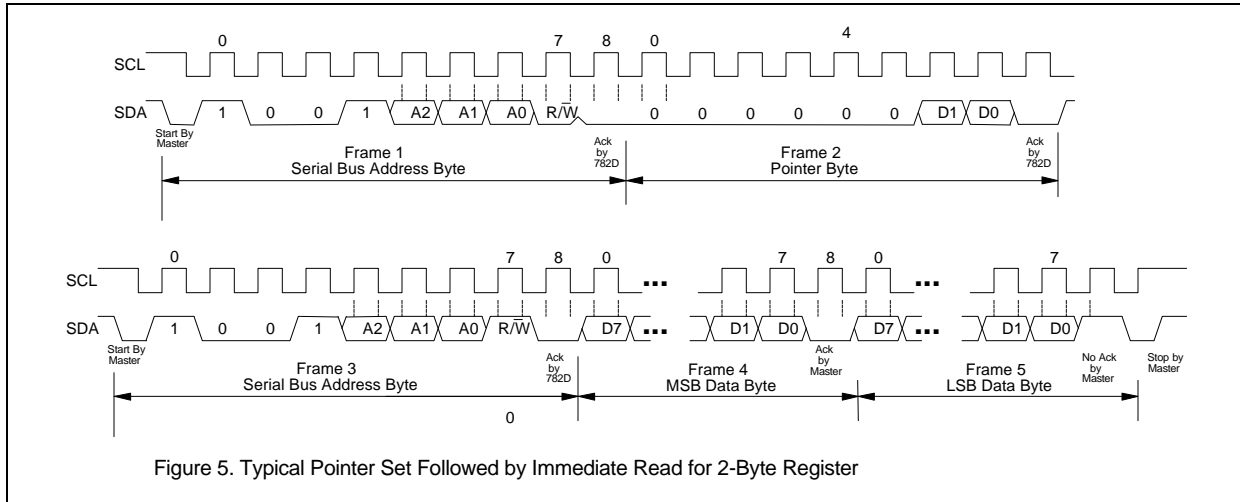 0 7 8 0 4
SCL
SDA 1 0 0 1 A2 A1 A0 R/W̅ 0 0 0 0 0 0 D1 D0
Start By
Master
Ack
by
782D
Ack
by
782D
Frame 1
Serial Bus Address Byte
Frame 2
Pointer Byte
0 7 8 0 7 8 0 7
SCL ... ...
SDA 1 0 0 1 A2 A1 A0 R/W̅ D7 ... D1 D0 D7 ... D1 D0
Start By
Master
Ack
by
782D
Ack
by
Master
No Ack
by
Master
Stop by
Master
Frame 3
Serial Bus Address Byte
Frame 4
MSB Data Byte
Frame 5
LSB Data Byte
0
Figure 5. Typical Pointer Set Followed by Immediate Read for 2-Byte Register